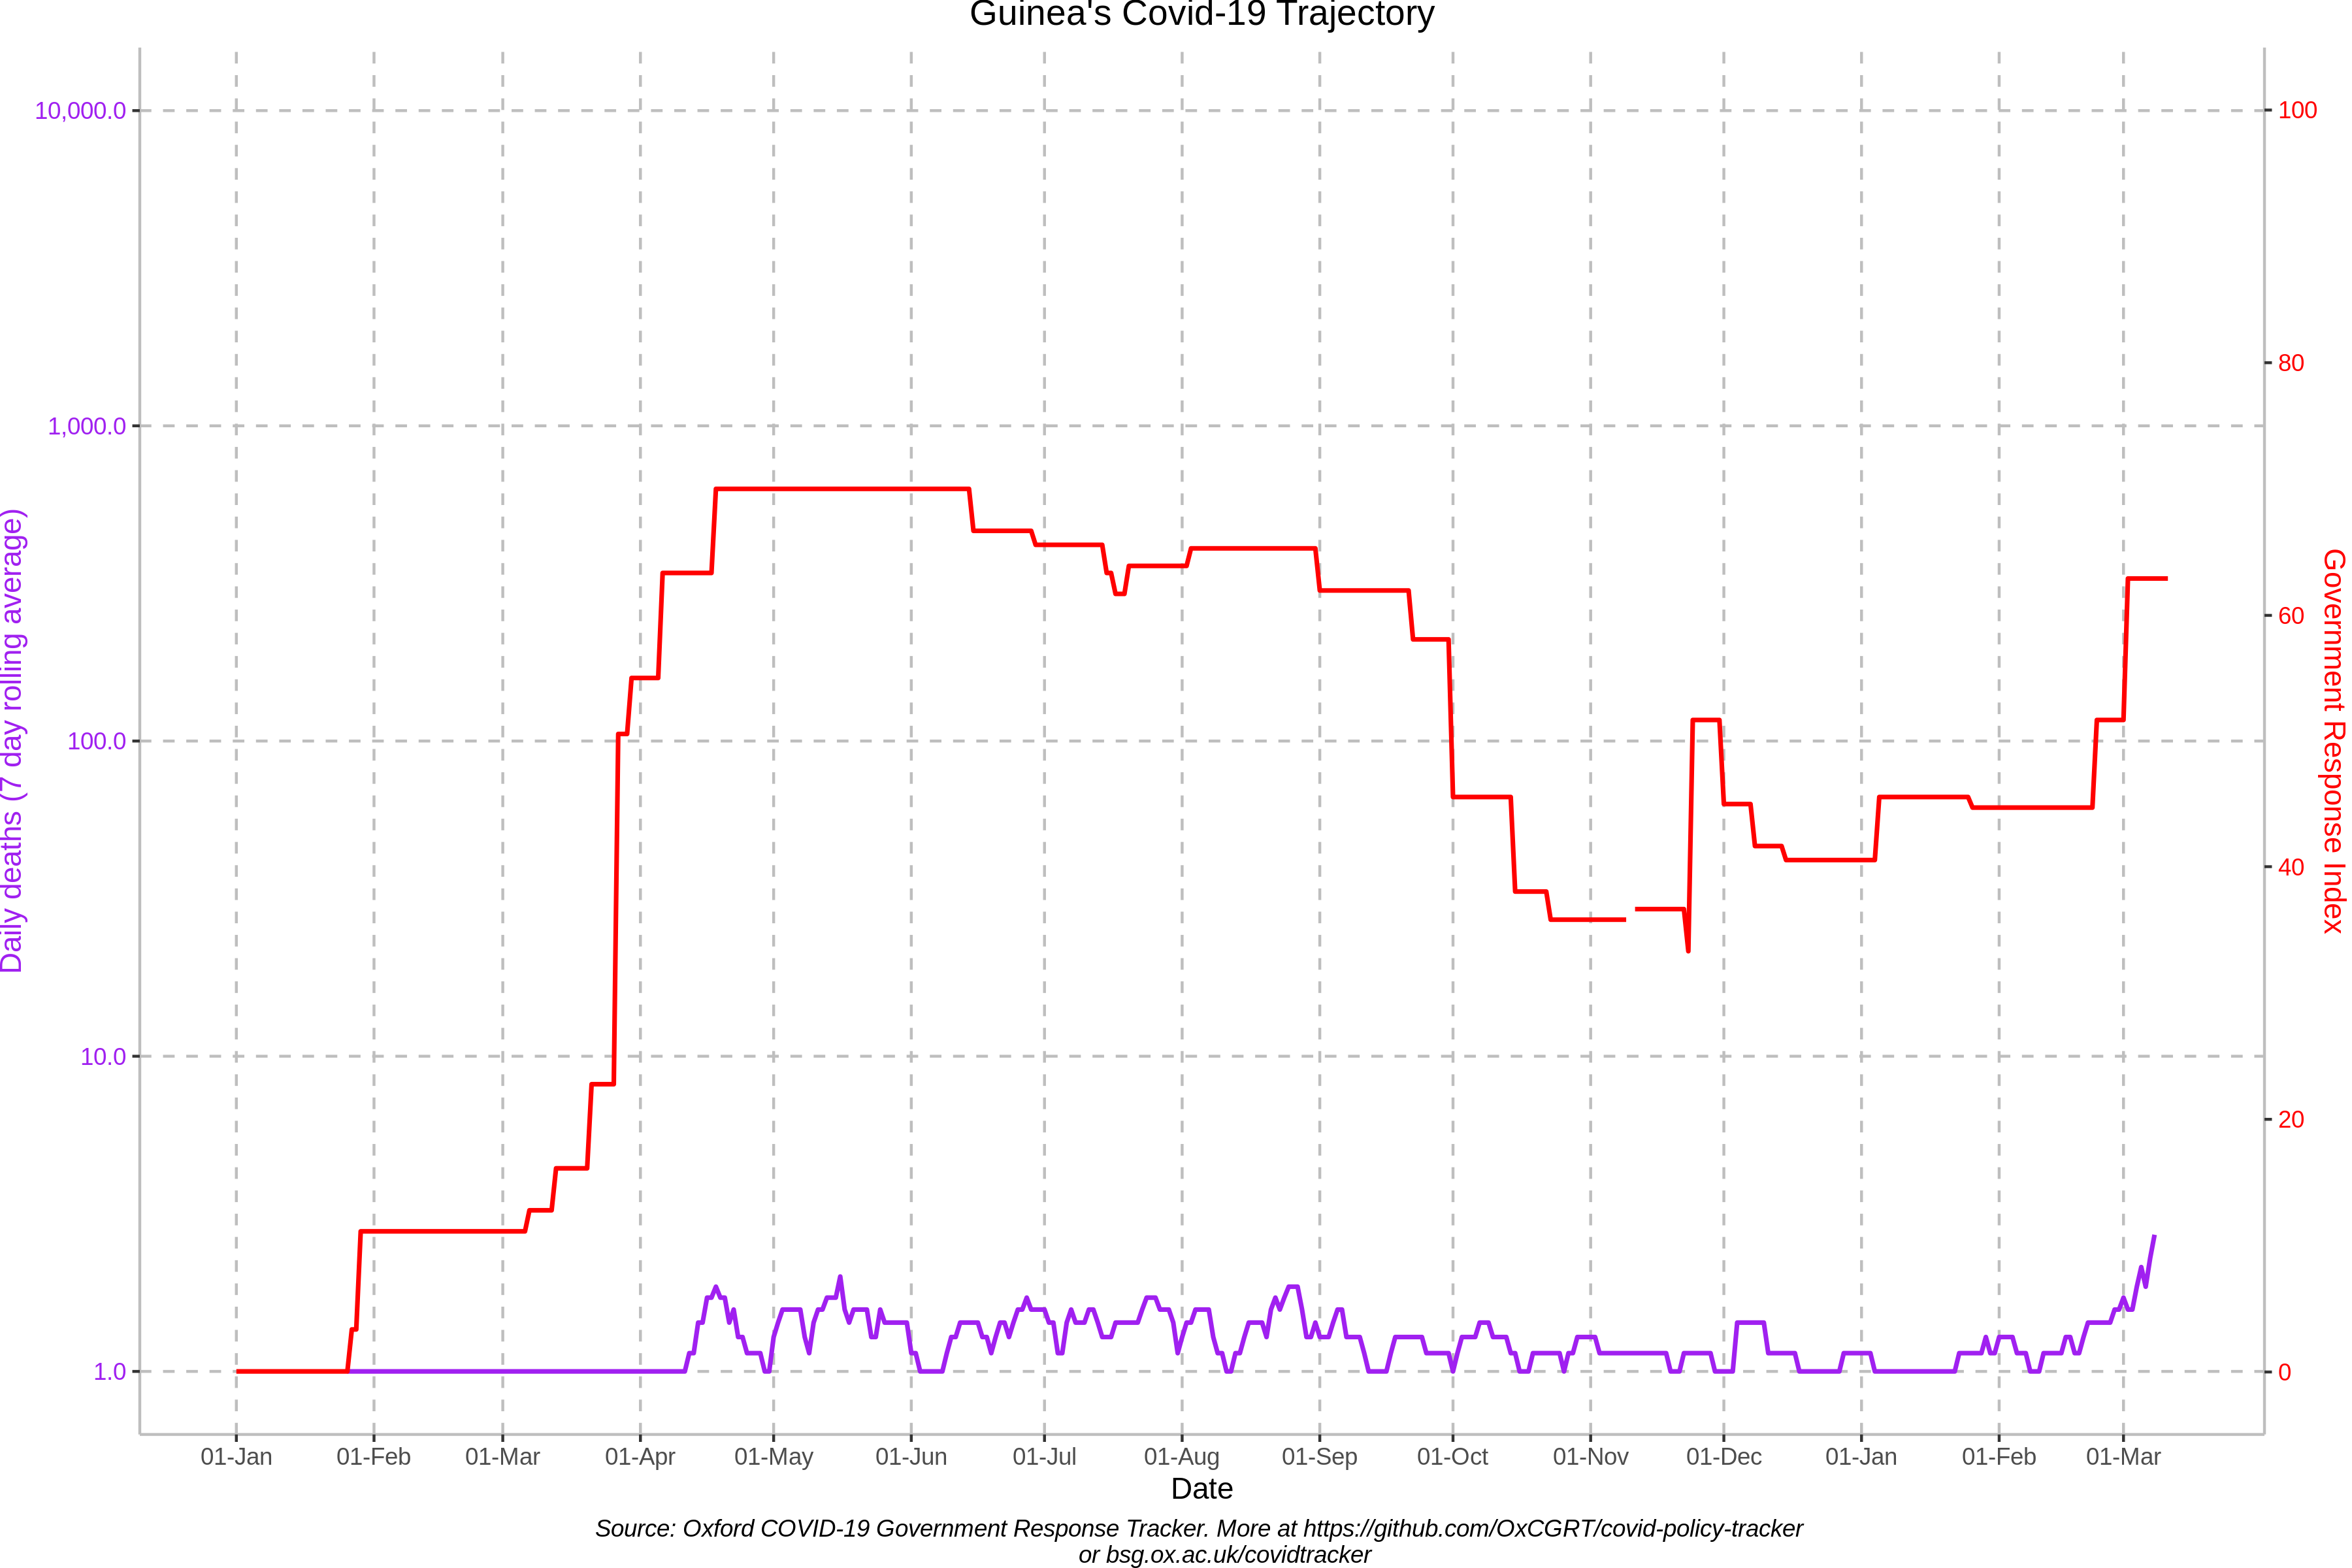 Guinea's Covid-19 Trajectory
Daily deaths (7 day rolling average)
10,000.0
1,000.0
100.0
10.0
1.0
100
80
60
40
20
0
Government Response Index
01-Jan 01-Feb 01-Mar 01-Apr 01-May 01-Jun 01-Jul 01-Aug 01-Sep 01-Oct 01-Nov 01-Dec 01-Jan 01-Feb 01-Mar
Date
Source: Oxford COVID-19 Government Response Tracker. More at https://github.com/OxCGRT/covid-policy-tracker
or bsg.ox.ac.uk/covidtracker